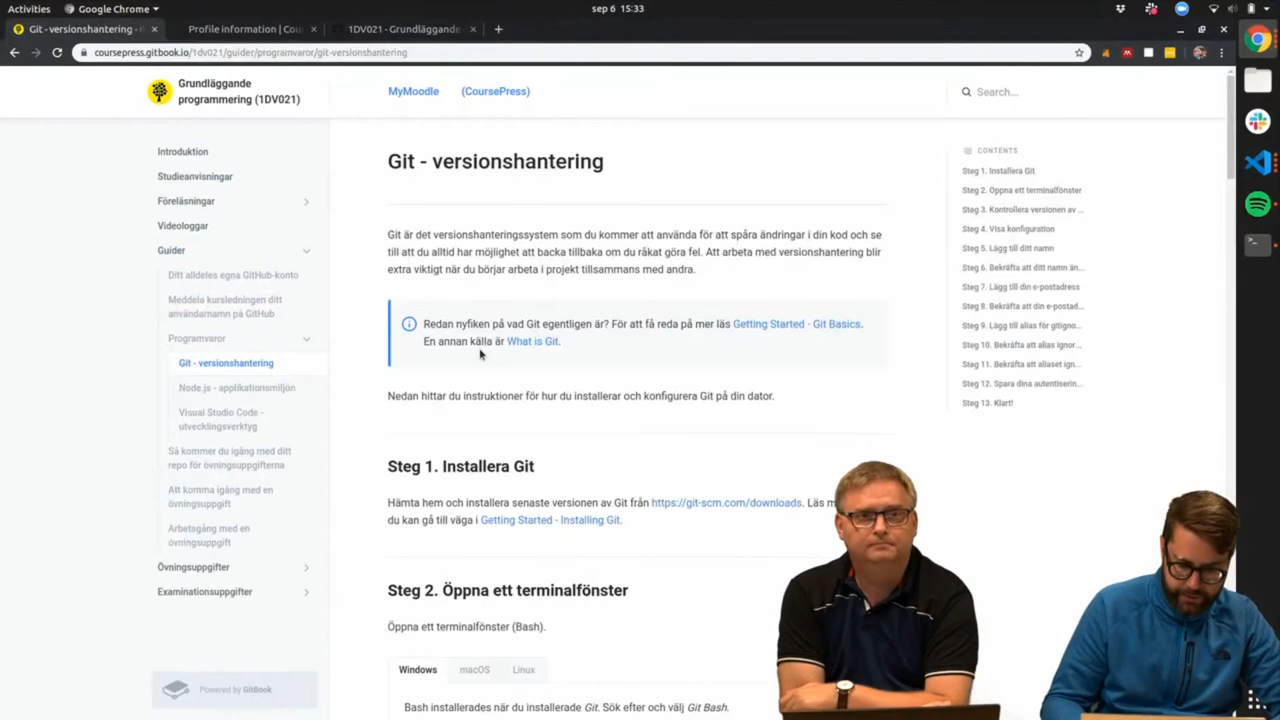 Activities
Google Chrome
sep 6 15:33
Git - versionshantering - G
Profile information | Cou
1DV021 - Grundläggande
coursepress.gitbook.io/1dv021/guider/programvaror/git-versionshantering
Grundläggande
programmering (1DV021)
MyMoodle
(CoursePress)
Search...
Introduktion
Studieanvisningar
Föreläsningar
Videologgar
Guider
Ditt alldeles egna GitHub-konto
Meddela kursledningen ditt
användarnamn på GitHub
Programvaror
Git - versionshantering
Node.js - applikationsmiljön
Visual Studio Code -
utvecklingsverktyg
Så kommer du igång med ditt
repo för övningsuppgifterna
Att komma igång med en
övningsuppgift
Arbetsgång med en
övningsuppgift
Övningsuppgifter
Examinationsuppgifter
Powered by GitBook
Git - versionshantering
Git är det versionshanteringssystem som du kommer att använda för att spåra ändringar i din kod och se
till att du alltid har möjlighet att backa tillbaka om du råkat göra fel. Att arbeta med versionshantering blir
extra viktigt när du börjar arbeta i projekt tillsammans med andra.
Redan nyfiken på vad Git egentligen är? För att få reda på mer läs Getting Started - Git Basics.
En annan källa är What is Git.
Nedan hittar du instruktioner för hur du installerar och konfigurera Git på din dator.
Steg 1. Installera Git
Hämta hem och installera senaste versionen av Git från https://git-scm.com/downloads. Läs m
du kan gå till väga i Getting Started - Installing Git.
Steg 2. Öppna ett terminalfönster
Öppna ett terminalfönster (Bash).
Windows
macOS
Linux
Bash installerades när du installerade Git. Sök efter och välj Git Bash.
CONTENTS
Steg 1. Installera Git
Steg 2. Öppna ett terminalfönster
Steg 3. Kontrollera versionen av ...
Steg 4. Visa konfiguration
Steg 5. Lägg till ditt namn
Steg 6. Bekräfta att ditt namn än...
Steg 7. Lägg till din e-postadress
Steg 8. Bekräfta att din e-postad...
Steg 9. Lägg till alias för gitigno...
Steg 10. Bekräfta att alias ignor...
Steg 11. Bekräfta att aliaset ign...
Steg 12. Spara dina autentiserin...
Steg 13. Klart!